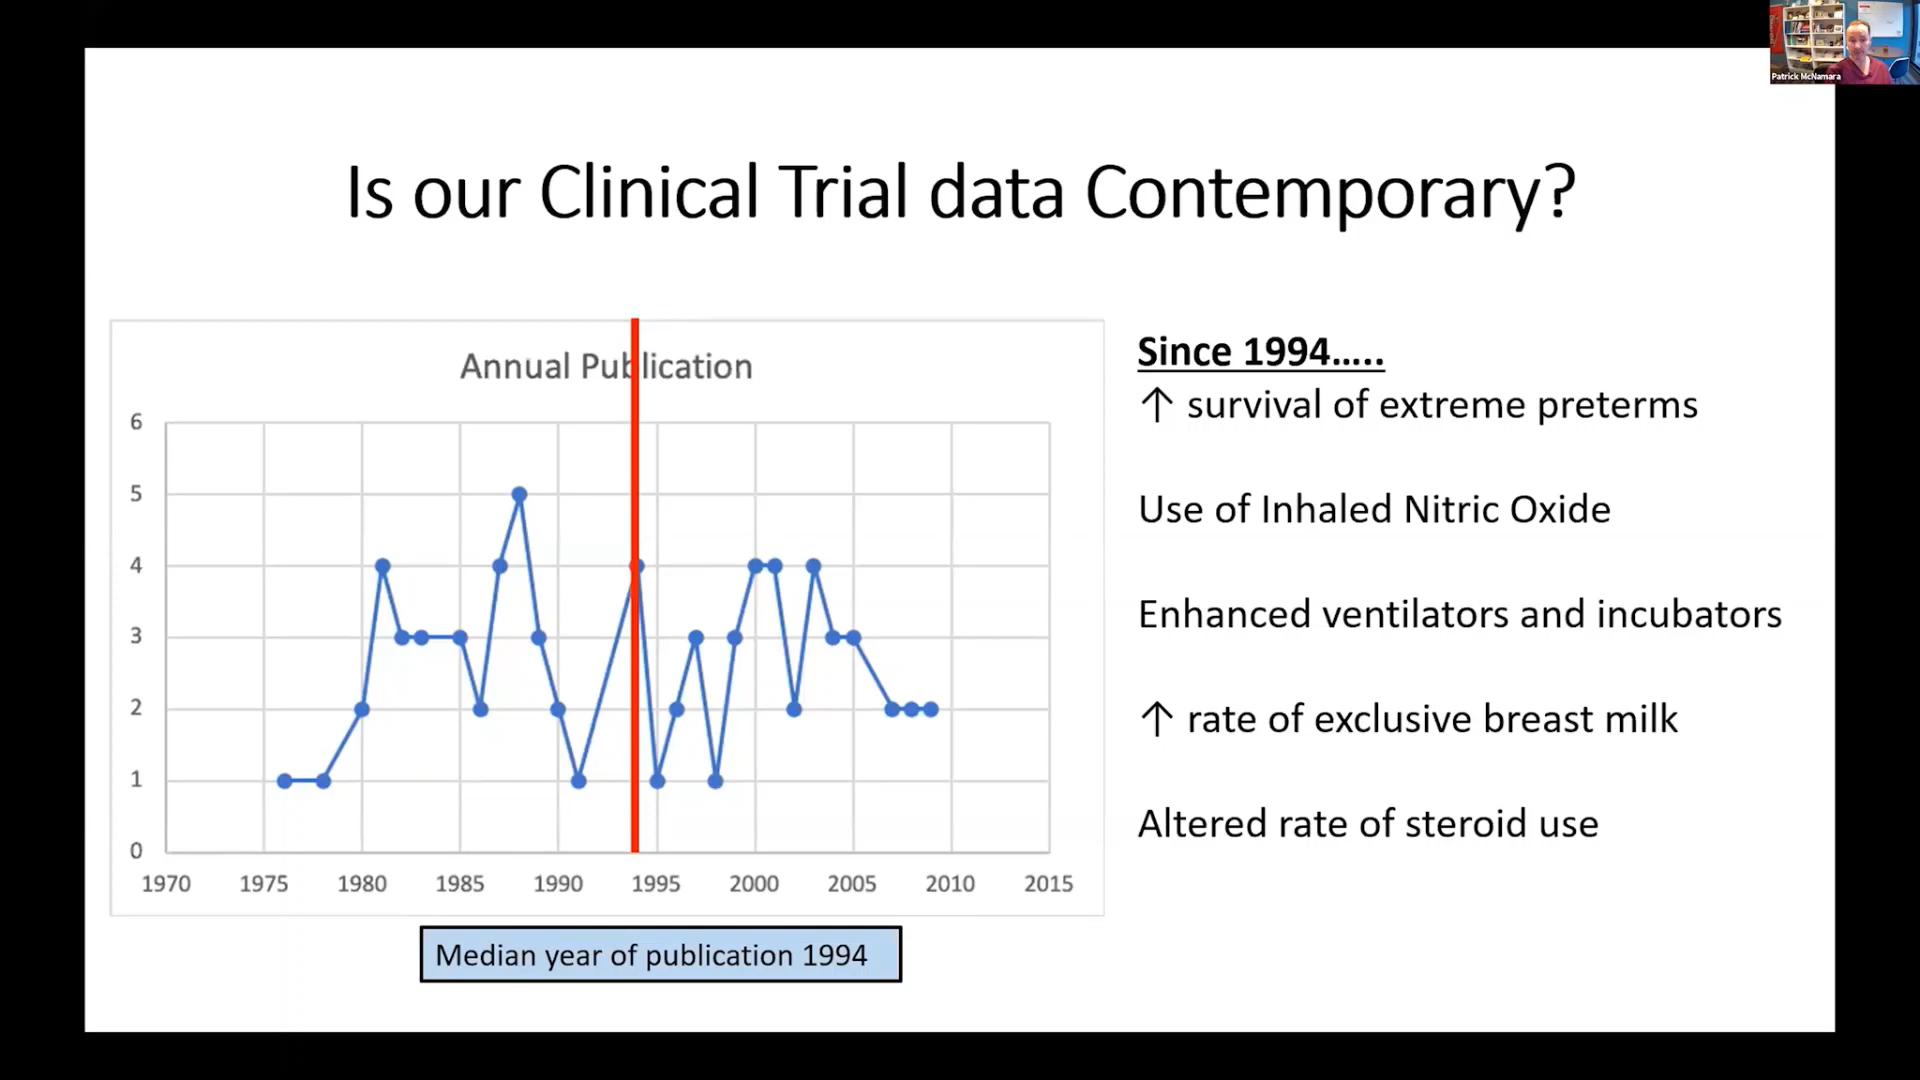 Patrick McNamara
Is our Clinical Trial data Contemporary?
Annual Publication
6
5
4
3
2
1
0
1970 1975 1980 1985 1990 1995 2000 2005 2010 2015
Median year of publication 1994
Since 1994…..
↑ survival of extreme preterms
Use of Inhaled Nitric Oxide
Enhanced ventilators and incubators
↑ rate of exclusive breast milk
Altered rate of steroid use